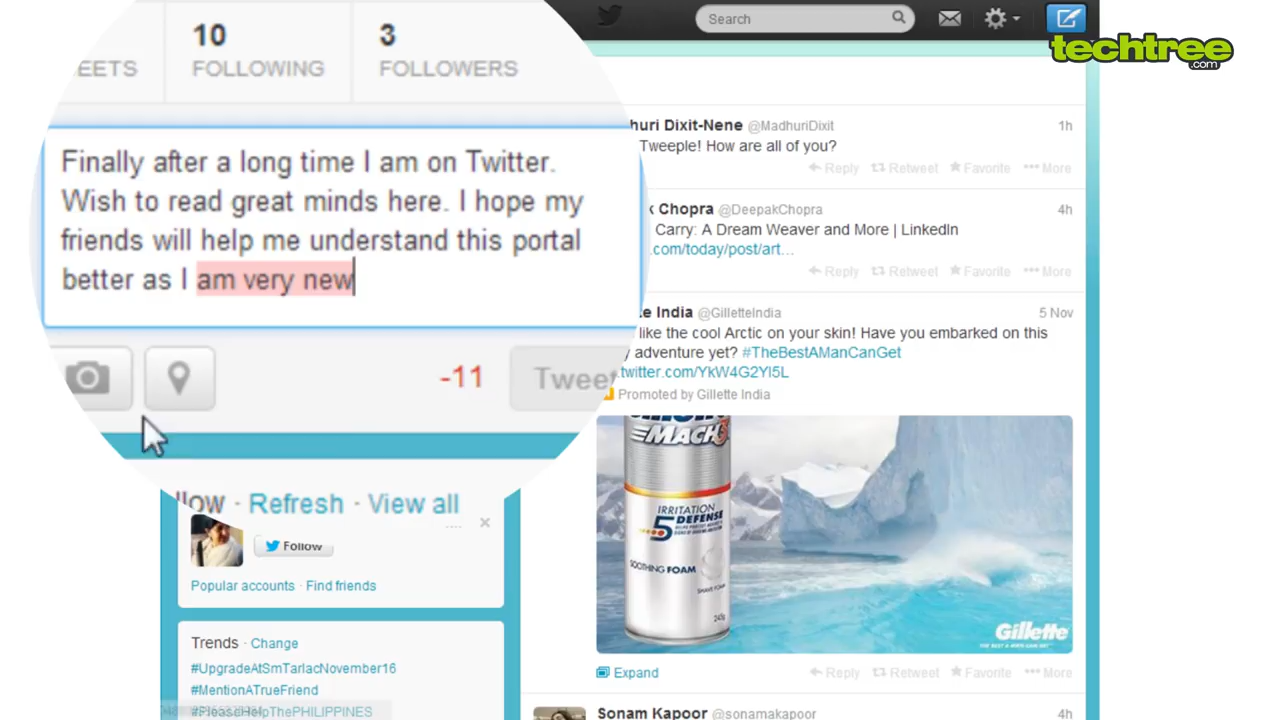 techtree
.com
Search
10
3
FOLLOWING
FOLLOWERS
Finally after a long time I am on Twitter.
Wish to read great minds here. I hope my
friends will help me understand this portal
better as I am very new
-11
Refresh · View all
Follow
Popular accounts · Find friends
Trends · Change
#UpgradeAtSmTarlacNovember16
#MentionATrueFriend
#PleaseHelpThePHILIPPINES
Dixit-Nene @MadhuriDixit
1h
Tweeple! How are all of you?
Reply Retweet Favorite More
Chopra @DeepakChopra
4h
Carry: A Dream Weaver and More | LinkedIn
.com/today/post/art...
Reply Retweet Favorite More
India @GilletteIndia
5 Nov
like the cool Arctic on your skin! Have you embarked on this
adventure yet? #TheBestAManCanGet
.twitter.com/YkW4G2Yl5L
Promoted by Gillette India
MACH3
IRRITATION
5 DEFENSE
SOOTHING FOAM
Gillette
Expand
Reply Retweet Favorite More
Sonam Kapoor @sonamakapoor
4h